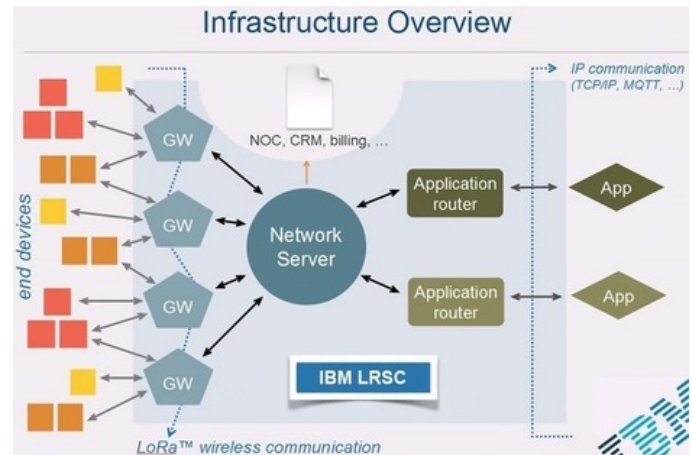 Infrastructure Overview
IP communication
(TCP/IP, MQTT, ...)
NOC, CRM, billing, ...
end devices
GW
GW
GW
GW
Network
Server
Application
router
App
Application
router
App
IBM LRSC
LoRa™ wireless communication
IBM